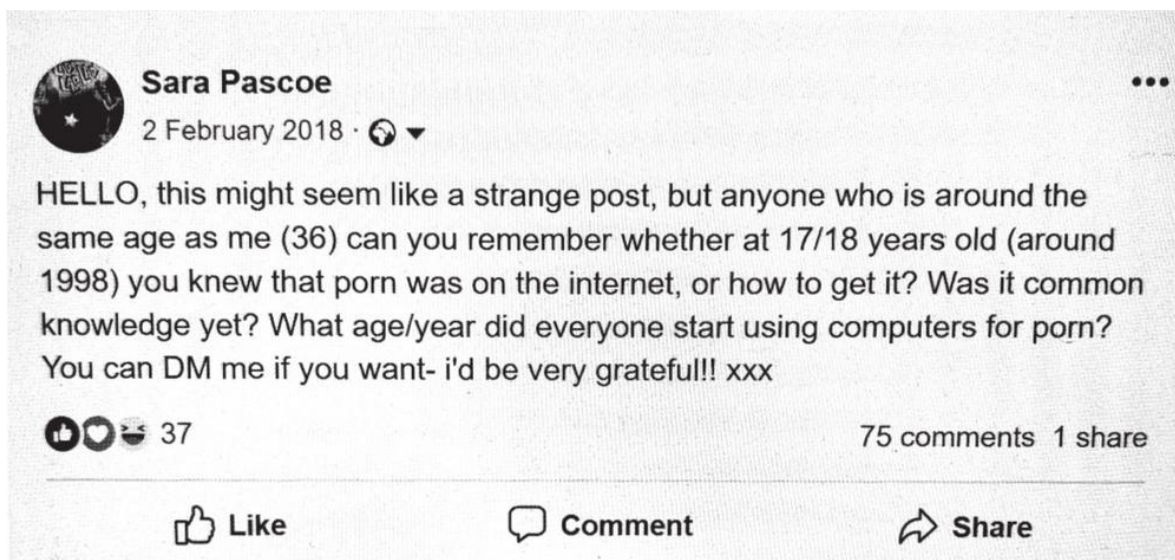 Sara Pascoe
2 February 2018 ·
HELLO, this might seem like a strange post, but anyone who is around the
same age as me (36) can you remember whether at 17/18 years old (around
1998) you knew that porn was on the internet, or how to get it? Was it common
knowledge yet? What age/year did everyone start using computers for porn?
You can DM me if you want- i'd be very grateful!! xxx
37
75 comments 1 share
Like
Comment
Share